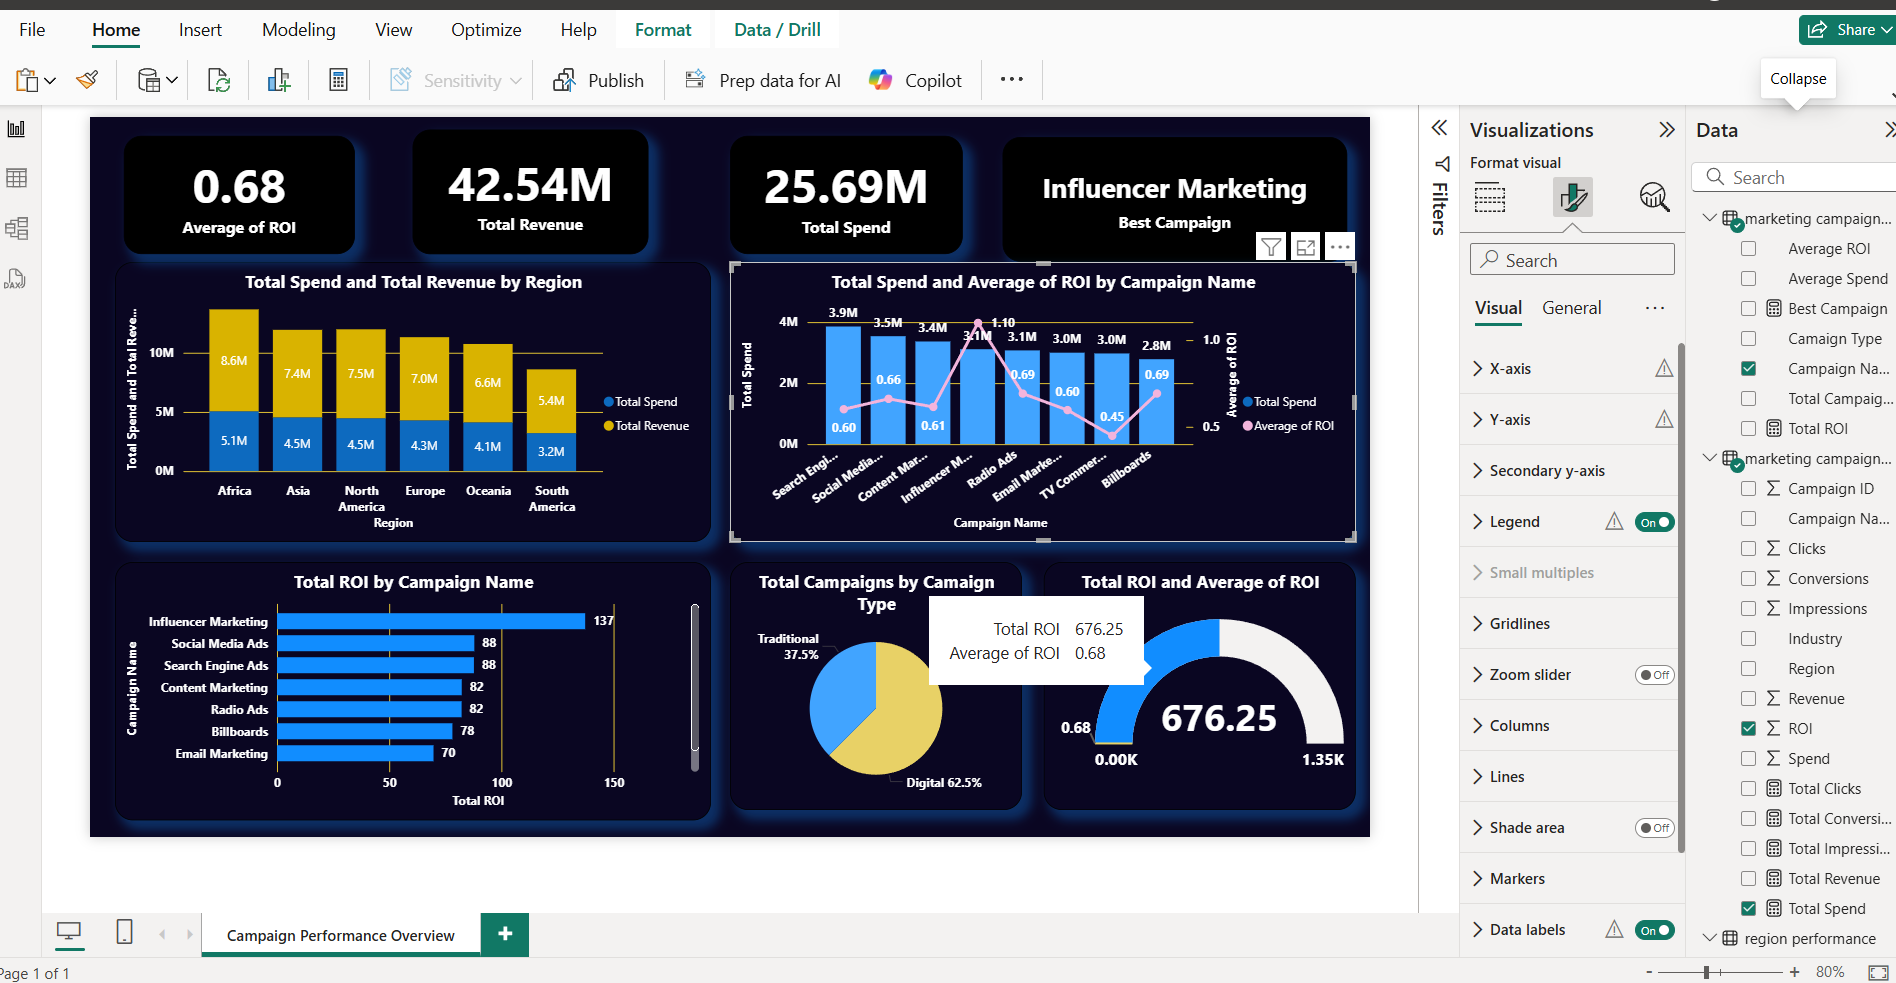 File Home Insert Modeling View Optimize Help Format Data / Drill Share
Sensitivity Publish Prep data for AI Copilot ...
Collapse
0.68
Average of ROI
42.54M
Total Revenue
25.69M
Total Spend
Influencer Marketing
Best Campaign
Total Spend and Total Revenue by Region
Total Spend and Total Reve...
10M
5M
0M
8.6M
7.4M
7.5M
7.0M
6.6M
5.4M
5.1M
4.5M
4.5M
4.3M
4.1M
3.2M
Africa
Asia
North America
Europe
Oceania
South America
Region
Total Spend
Total Revenue
Total Spend and Average of ROI by Campaign Name
Total Spend
4M
2M
0M
3.9M
3.5M
3.4M
3.1M
3.1M
3.0M
3.0M
2.8M
0.60
0.66
0.61
1.10
0.69
0.60
0.45
0.69
1.0
0.5
Average of ROI
Search Engi...
Social Media...
Content Mar...
Influencer M...
Radio Ads
Email Marke...
TV Commer...
Billboards
Campaign Name
Total Spend
Average of ROI
Total ROI by Campaign Name
Campaign Name
Influencer Marketing 137
Social Media Ads 88
Search Engine Ads 88
Content Marketing 82
Radio Ads 82
Billboards 78
Email Marketing 70
0 50 100 150
Total ROI
Total Campaigns by Camaign
Type
Traditional
37.5%
Digital 62.5%
Total ROI and Average of ROI
Total ROI 676.25
Average of ROI 0.68
0.68
676.25
0.00K
1.35K
Filters
Visualizations
Format visual
Search
Visual General ...
X-axis
Y-axis
Secondary y-axis
Legend On
Small multiples
Gridlines
Zoom slider Off
Columns
Lines
Shade area Off
Markers
Data labels On
Data
Search
marketing campaign...
Average ROI
Average Spend
Best Campaign
Camaign Type
Campaign Na...
Total Campaig...
Total ROI
marketing campaign...
Campaign ID
Campaign Na...
Clicks
Conversions
Impressions
Industry
Region
Revenue
ROI
Spend
Total Clicks
Total Conversi...
Total Impressi...
Total Revenue
Total Spend
region performance
DAX
Campaign Performance Overview
+
Page 1 of 1
- + 80%